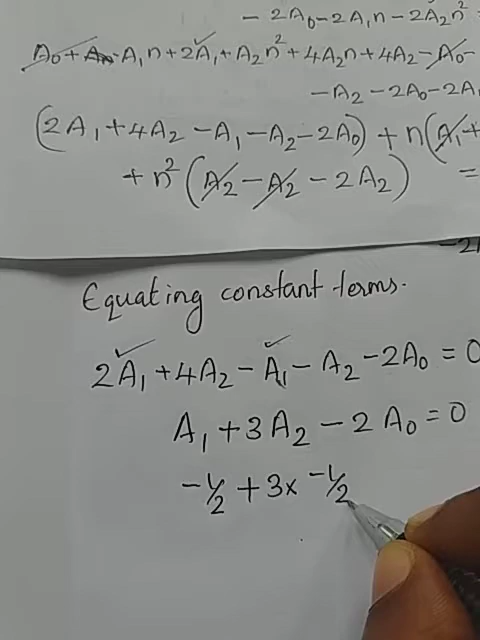 - 2A₀ - 2A₁n - 2A₂n²
A₀ + A₁n + 2A₁ + A₂n² + 4A₂n + 4A₂ - A₀ -
- A₂ - 2A₀ - 2A₁
(2A₁ + 4A₂ - A₁ - A₂ - 2A₀) + n(A₁ +
+ n² (A₂ - A₂ - 2A₂) =
Equating constant terms.
2A₁ + 4A₂ - A₁ - A₂ - 2A₀ = 0
A₁ + 3A₂ - 2A₀ = 0
-1/2 + 3x -1/2